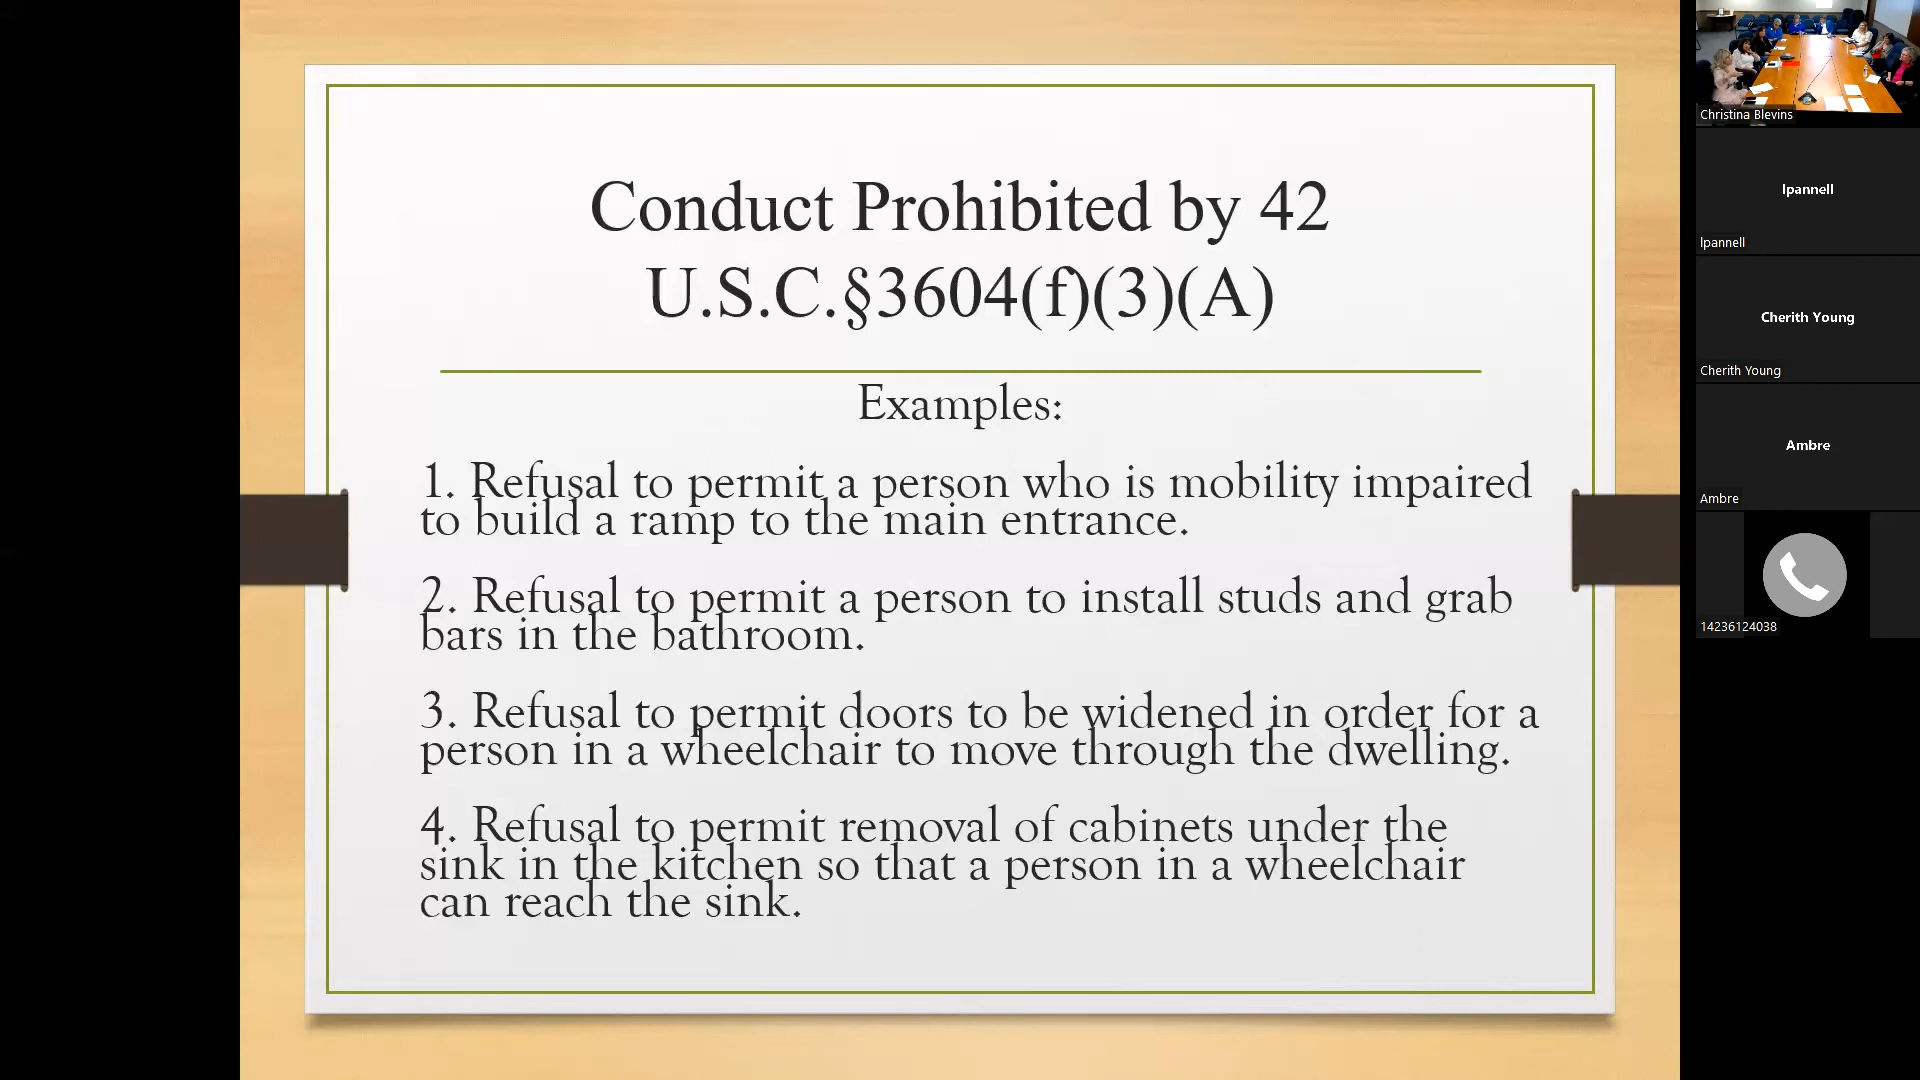 Conduct Prohibited by 42
U.S.C.§3604(f)(3)(A)
Examples:
1. Refusal to permit a person who is mobility impaired
to build a ramp to the main entrance.
2. Refusal to permit a person to install studs and grab
bars in the bathroom.
3. Refusal to permit doors to be widened in order for a
person in a wheelchair to move through the dwelling.
4. Refusal to permit removal of cabinets under the
sink in the kitchen so that a person in a wheelchair
can reach the sink.
Christina Blevins
lpannell
lpannell
Cherith Young
Cherith Young
Ambre
Ambre
14236124038